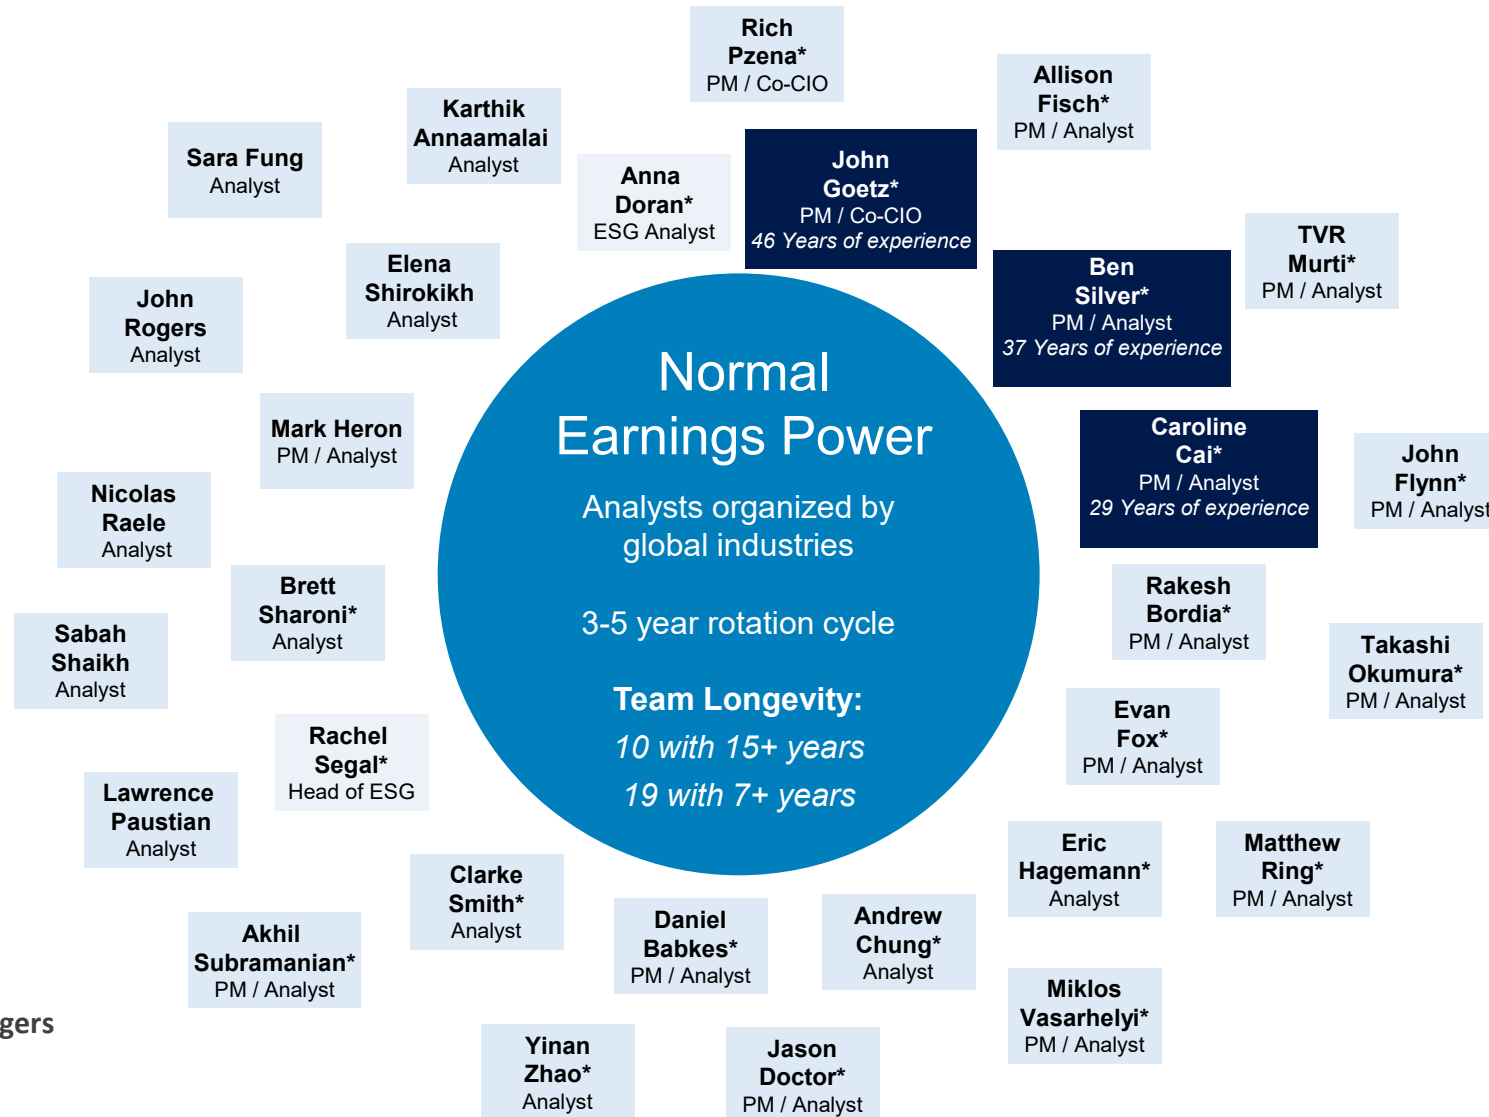 Rich
Pzena*
PM / Co-CIO
Allison
Fisch*
PM / Analyst
Karthik
Annaamalai
Analyst
Sara Fung
Analyst
Anna
Doran*
ESG Analyst
John
Goetz*
PM / Co-CIO
46 Years of experience
TVR
Murti*
PM / Analyst
Elena
Shirokikh
Analyst
Ben
Silver*
PM / Analyst
37 Years of experience
John
Rogers
Analyst
Mark Heron
PM / Analyst
Caroline
Cai*
PM / Analyst
29 Years of experience
John
Flynn*
PM / Analyst
Nicolas
Raele
Analyst
Normal
Earnings Power
Analysts organized by
global industries
3-5 year rotation cycle
Team Longevity:
10 with 15+ years
19 with 7+ years
Brett
Sharoni*
Analyst
Rakesh
Bordia*
PM / Analyst
Sabah
Shaikh
Analyst
Takashi
Okumura*
PM / Analyst
Evan
Fox*
PM / Analyst
Rachel
Segal*
Head of ESG
Lawrence
Paustian
Analyst
Eric
Hagemann*
Analyst
Matthew
Ring*
PM / Analyst
Clarke
Smith*
Analyst
Daniel
Babkes*
PM / Analyst
Andrew
Chung*
Analyst
Akhil
Subramanian*
PM / Analyst
Miklos
Vasarhelyi*
PM / Analyst
gers
Yinan
Zhao*
Analyst
Jason
Doctor*
PM / Analyst